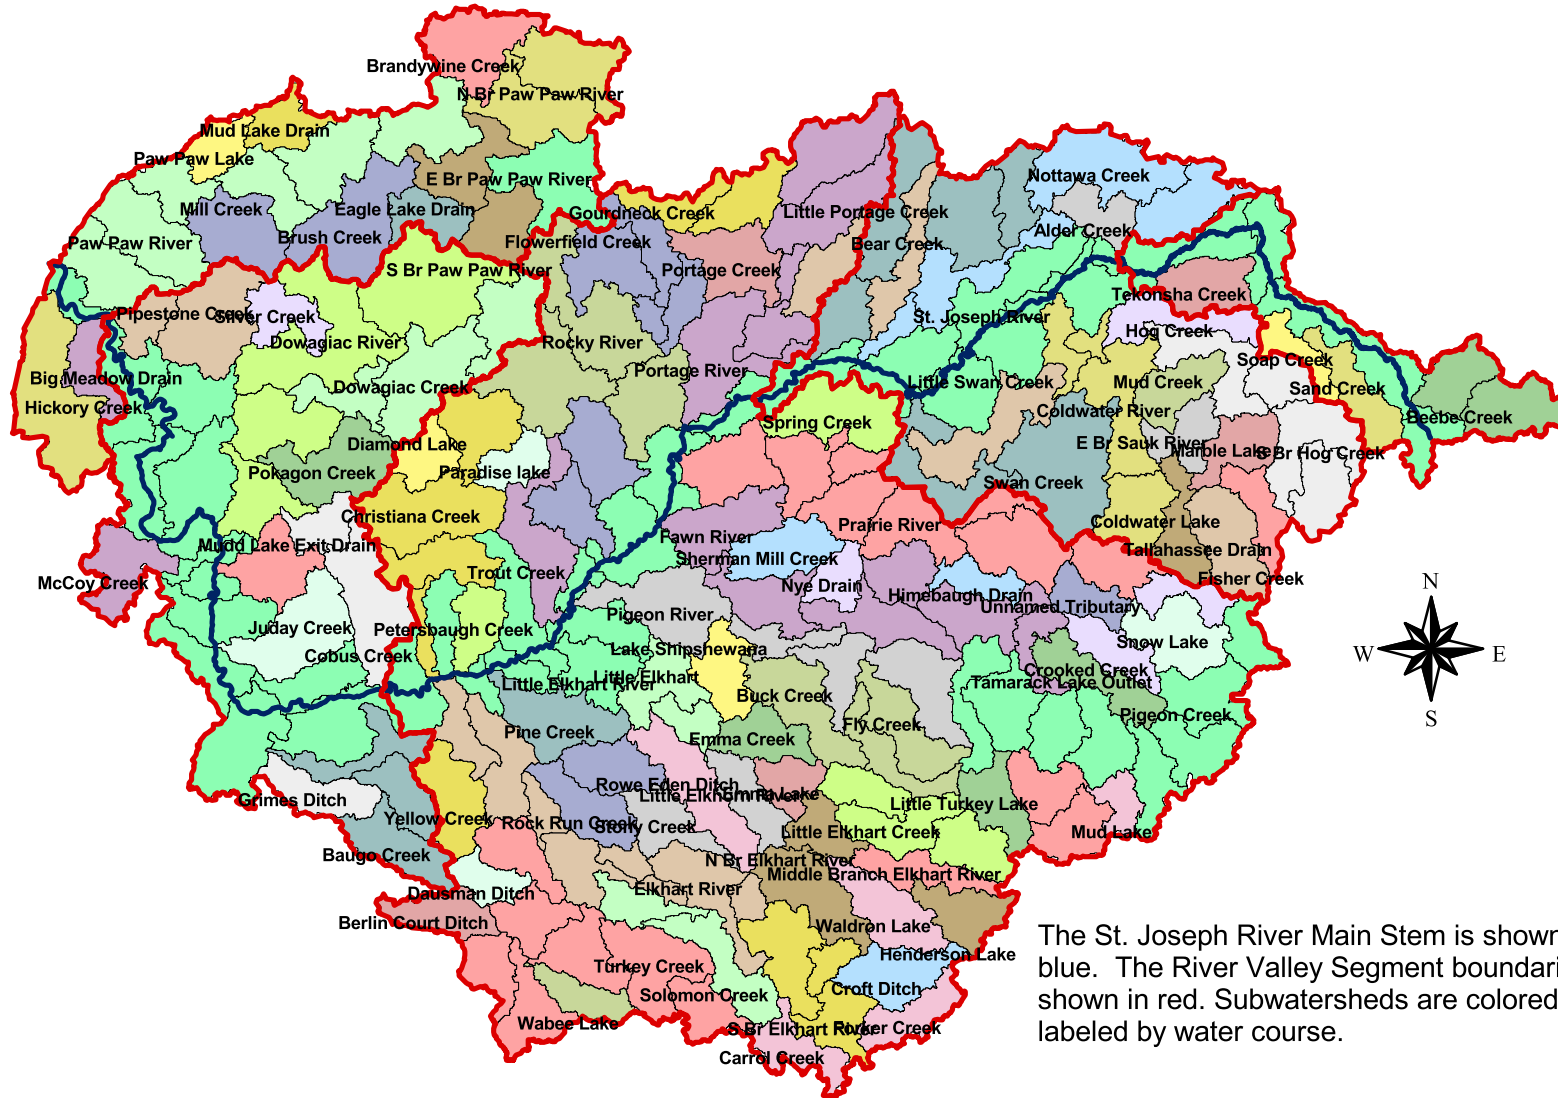 Brandywine Creek
N Br Paw Paw River
Mud Lake Drain
Paw Paw Lake
E Br Paw Paw River
Nottawa Creek
Mill Creek
Eagle Lake Drain
Gourdneck Creek
Little Portage Creek
Alder Creek
Paw Paw River
Brush Creek
Flowerfield Creek
Bear Creek
S Br Paw Paw River
Portage Creek
Tekonsha Creek
Pipestone Creek
Silver Creek
St. Joseph River
Hog Creek
Dowagiac River
Rocky River
Soap Creek
Portage River
Big Meadow Drain
Dowagiac Creek
Little Swan Creek
Mud Creek
Sand Creek
Hickory Creek
Coldwater River
Beebe Creek
Spring Creek
Diamond Lake
E Br Sauk River
Marble Lake
S Br Hog Creek
Pokagon Creek
Paradise lake
Swan Creek
Christiana Creek
Prairie River
Coldwater Lake
Fawn River
Mudd Lake Exit Drain
Sherman Mill Creek
Tallahassee Drain
McCoy Creek
Trout Creek
Nye Drain
Himebaugh Drain
Fisher Creek
N
Unnamed Tributary
Pigeon River
Juday Creek
Petersbaugh Creek
Snow Lake
Cobus Creek
Lake Shipshewana
W
E
Little Elkhart River
Little Elkhart
Crooked Creek
Tamarack Lake Outlet
Buck Creek
Pigeon Creek
S
Pine Creek
Emma Creek
Fly Creek
Rowe Eden Ditch
Grimes Ditch
Little Elkhorn River
Emma Lake
Little Turkey Lake
Yellow Creek
Rock Run Creek
Stony Creek
Little Elkhart Creek
Mud Lake
Baugo Creek
N Br Elkhart River
Middle Branch Elkhart River
Dausman Ditch
Elkhart River
Berlin Court Ditch
Waldron Lake
The St. Joseph River Main Stem is shown
Henderson Lake
Turkey Creek
blue. The River Valley Segment boundari
Croft Ditch
Solomon Creek
shown in red. Subwatersheds are colored
Wabee Lake
S Br Elkhart River
Forker Creek
labeled by water course.
Carrol Creek